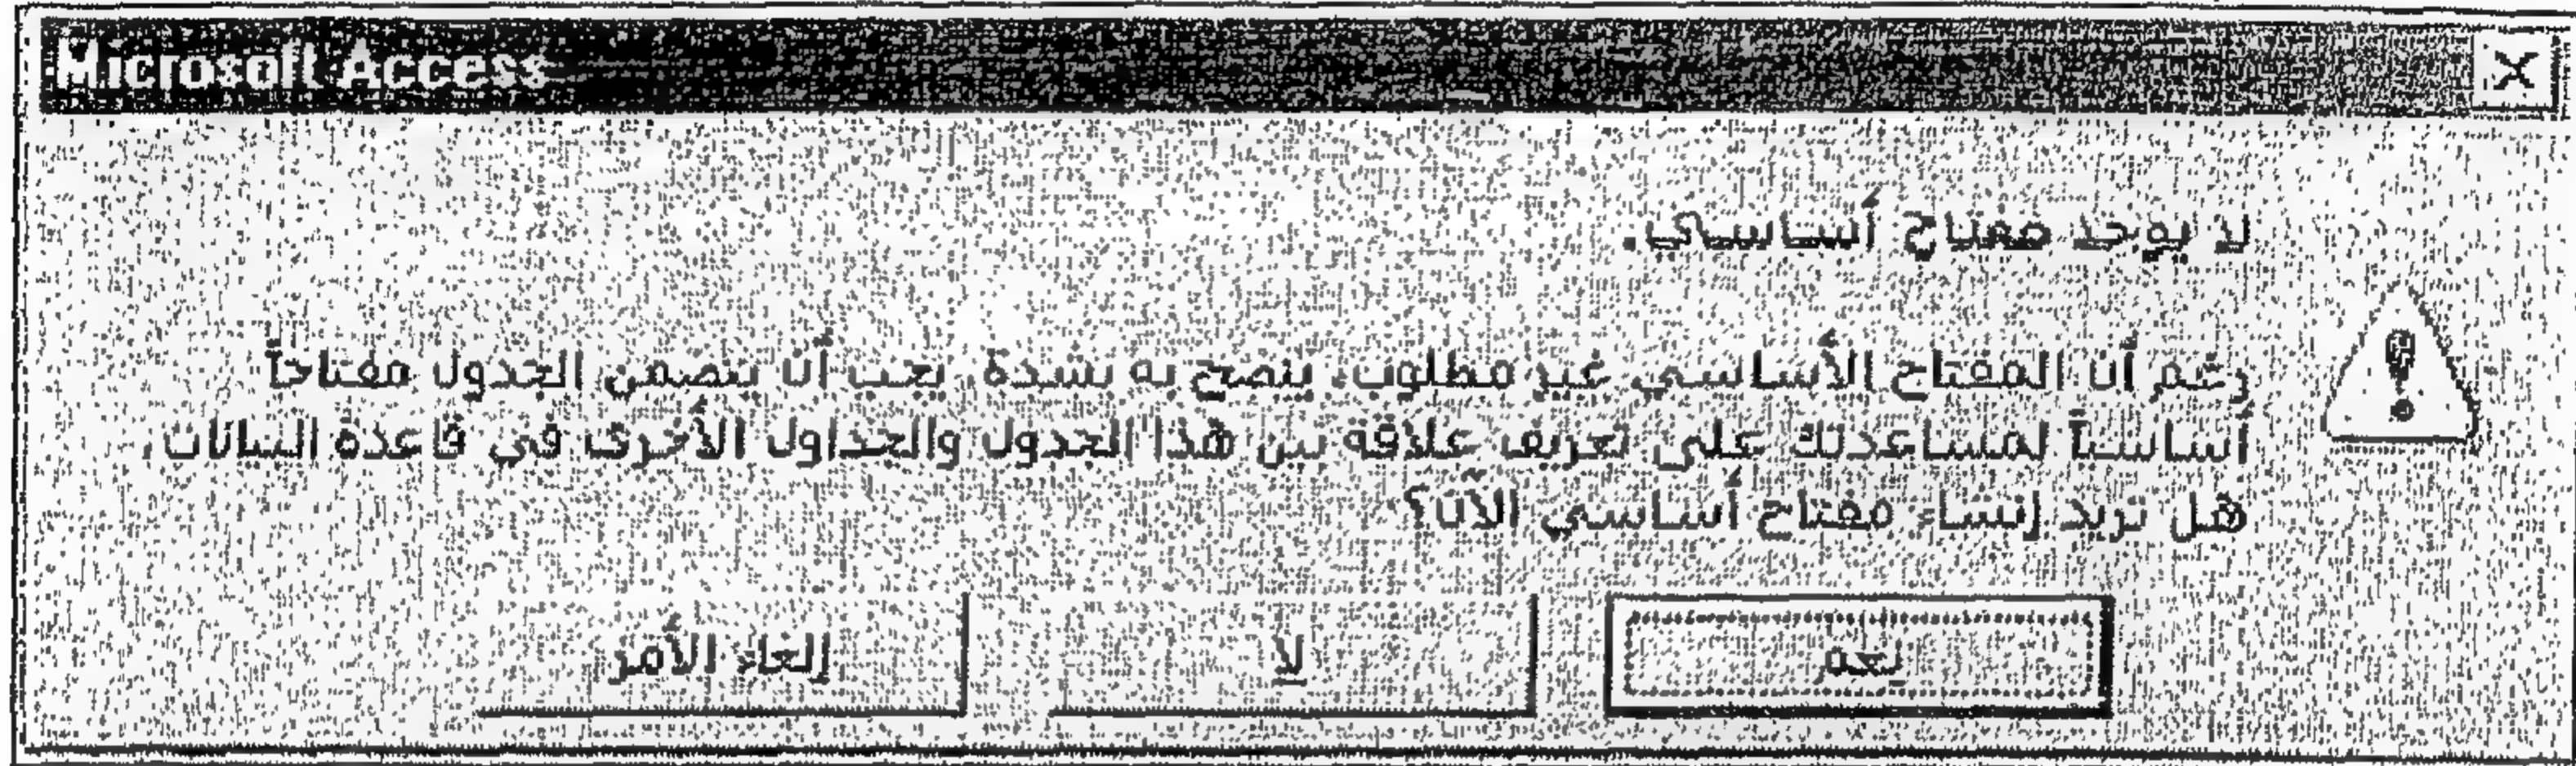 Microsoft Access
لا يوجد مفتاح أساسي.
رغم أن المفتاح الأساسي غير مطلوب، ينصح به بشدة. يجب أن يتضمن الجدول مفتاحاً
أساسياً لمساعدتك على تعريف علاقة بين هذا الجدول والجداول الأخرى في قاعدة البيانات.
هل تريد إنشاء مفتاح أساسي الآن؟
نعم
لا
إلغاء الأمر